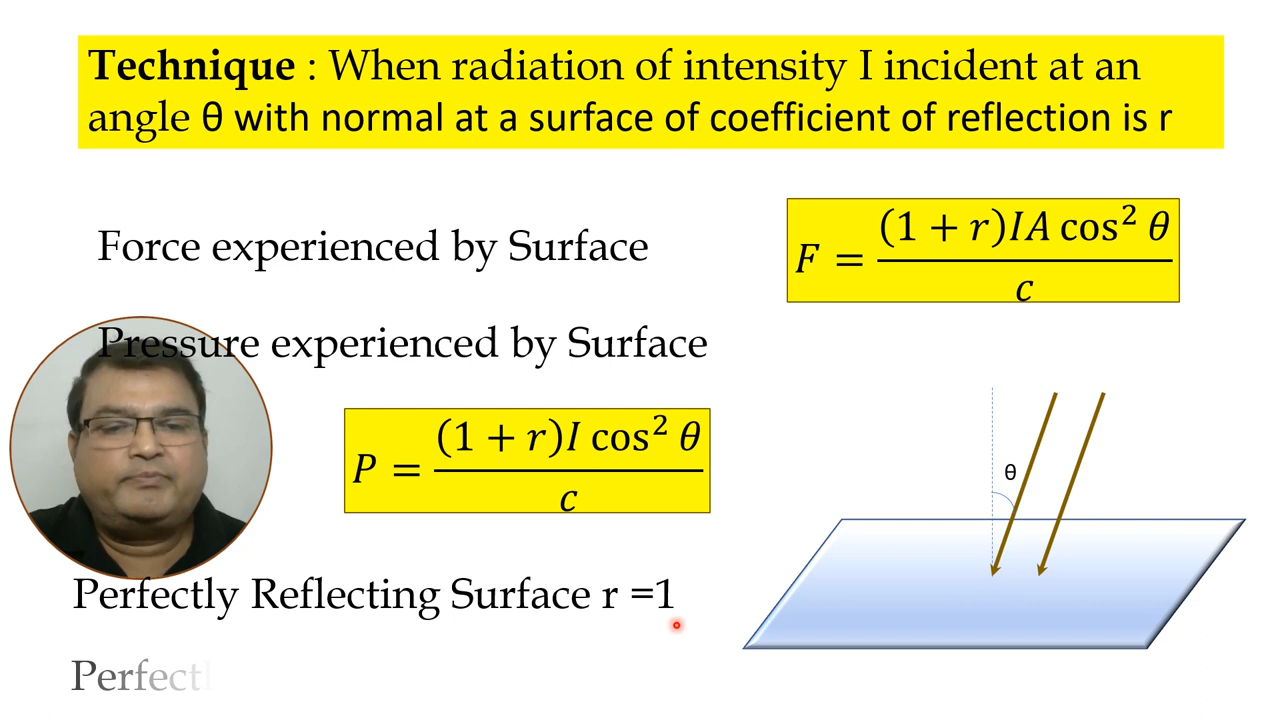 Technique : When radiation of intensity I incident at an
angle θ with normal at a surface of coefficient of reflection is r
Force experienced by Surface
F = (1 + r)IA cos² θ / c
Pressure experienced by Surface
P = (1 + r)I cos² θ / c
θ
Perfectly Reflecting Surface r =1
Perfectl